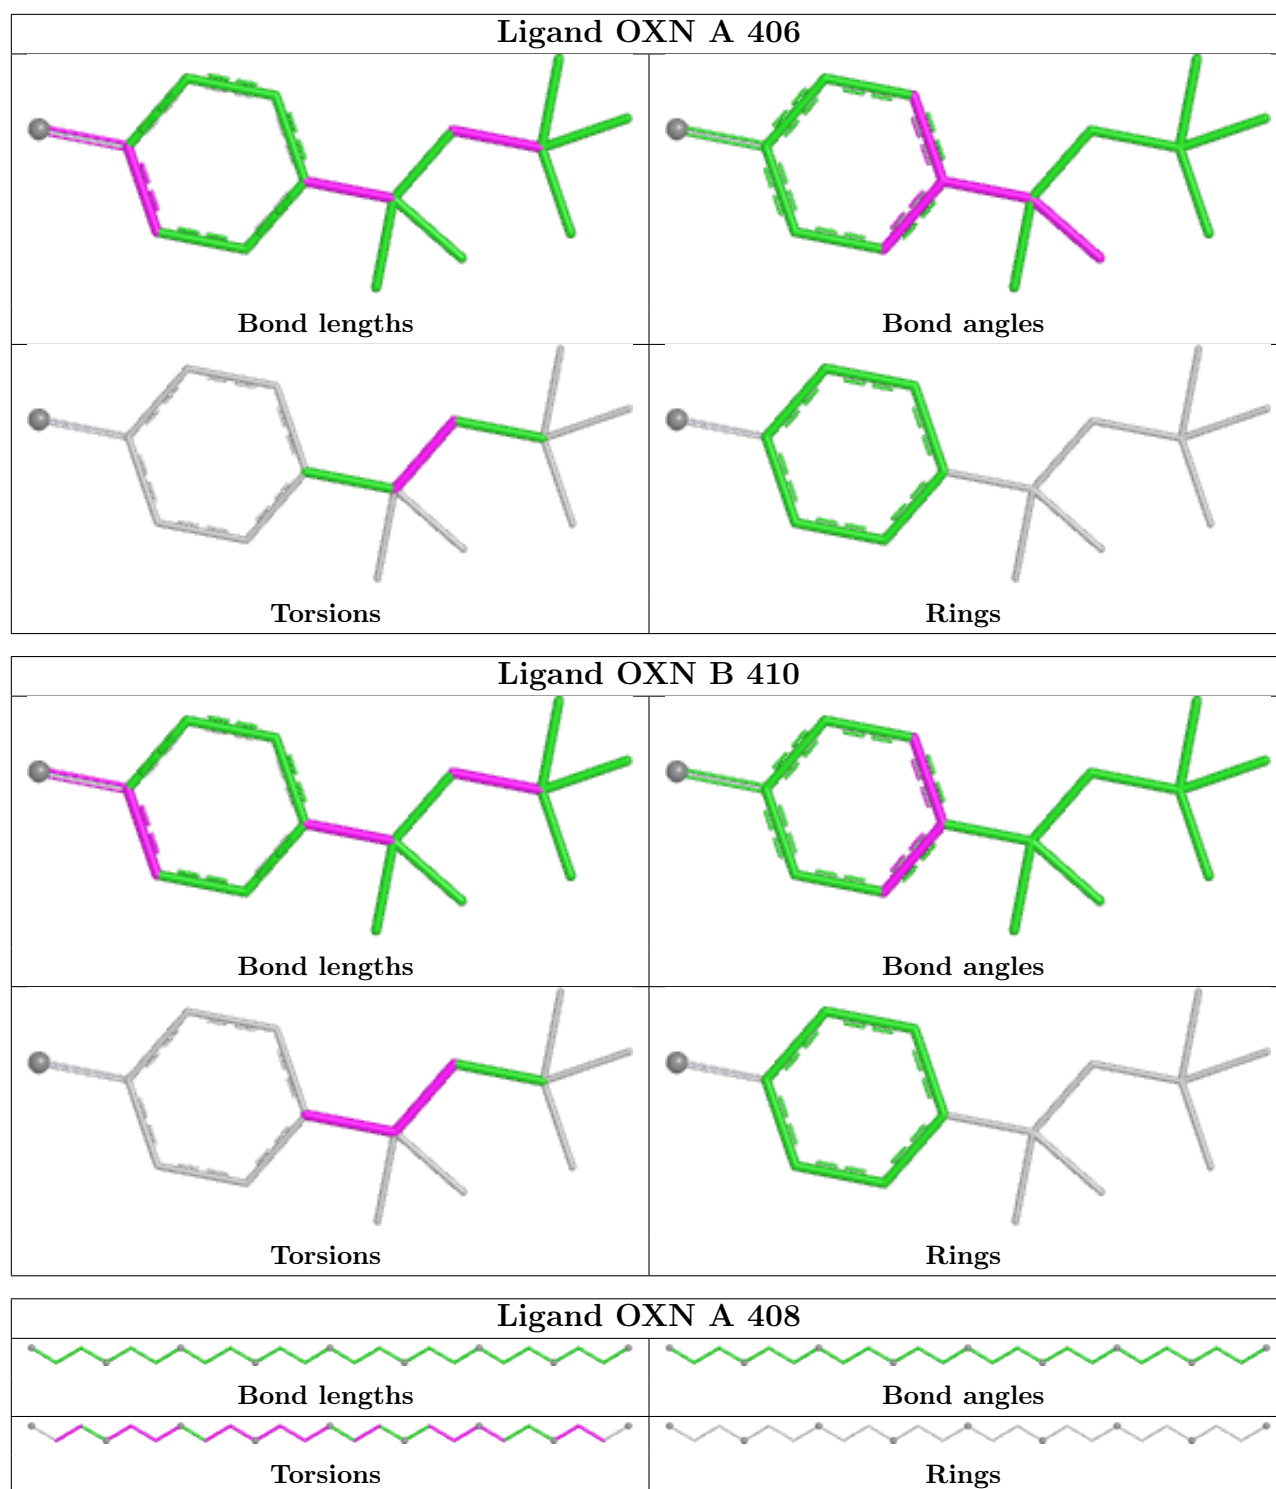 Ligand OXN A 406
Bond lengths
Bond angles
Torsions
Rings
Ligand OXN B 410
Bond lengths
Bond angles
Torsions
Rings
Ligand OXN A 408
Bond lengths
Bond angles
Torsions
Rings